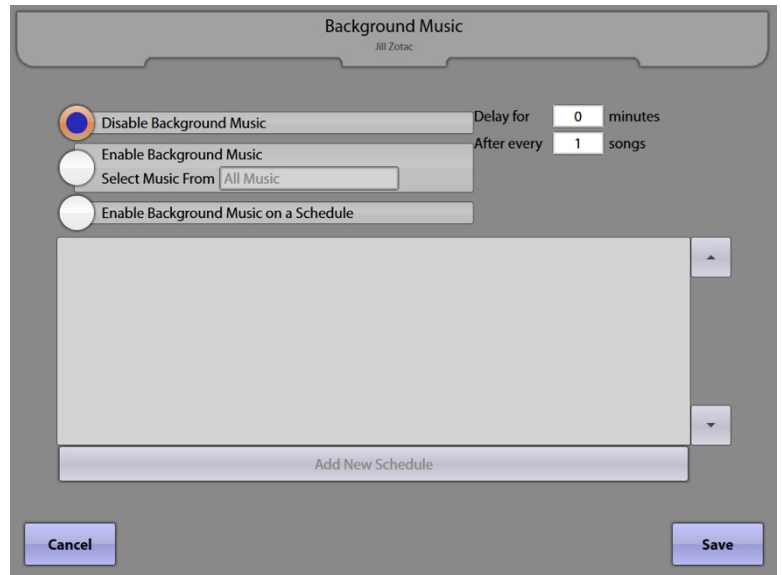 Background Music
Jill Zotac
Disable Background Music
Delay for 0 minutes
After every 1 songs
Enable Background Music
Select Music From All Music
Enable Background Music on a Schedule
Add New Schedule
Cancel
Save